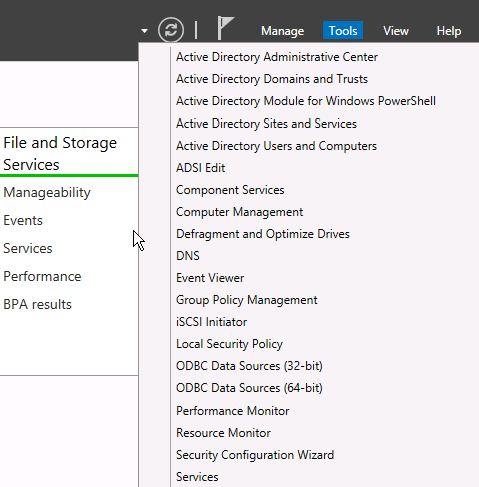 Manage Tools View Help
Active Directory Administrative Center
Active Directory Domains and Trusts
Active Directory Module for Windows PowerShell
Active Directory Sites and Services
Active Directory Users and Computers
ADSI Edit
Component Services
Computer Management
Defragment and Optimize Drives
DNS
Event Viewer
Group Policy Management
iSCSI Initiator
Local Security Policy
ODBC Data Sources (32-bit)
ODBC Data Sources (64-bit)
Performance Monitor
Resource Monitor
Security Configuration Wizard
Services
File and Storage
Services
Manageability
Events
Services
Performance
BPA results